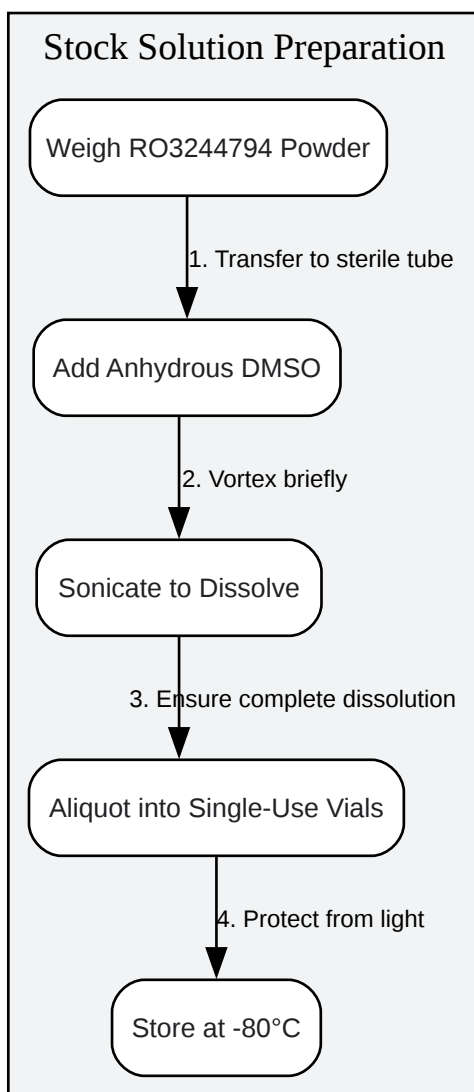 Stock Solution Preparation
Weigh RO3244794 Powder
1. Transfer to sterile tube
Add Anhydrous DMSO
2. Vortex briefly
Sonicate to Dissolve
3. Ensure complete dissolution
Aliquot into Single-Use Vials
4. Protect from light
Store at -80°C